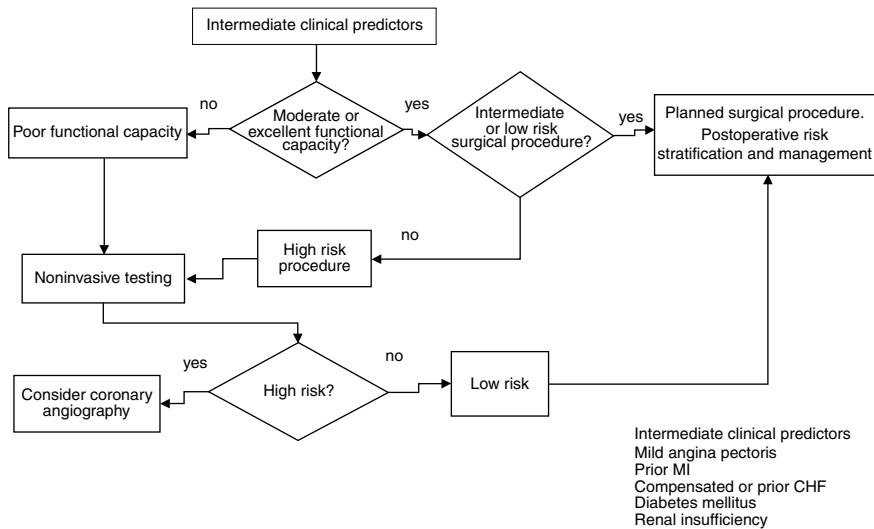 Intermediate clinical predictors
no
Moderate or
excellent functional
capacity?
yes
Intermediate
or low risk
surgical procedure?
yes
Planned surgical procedure.
Postoperative risk
stratification and management
Poor functional capacity
Noninvasive testing
High risk
procedure
no
yes
High risk?
no
Low risk
Consider coronary
angiography
Intermediate clinical predictors
Mild angina pectoris
Prior MI
Compensated or prior CHF
Diabetes mellitus
Renal insufficiency